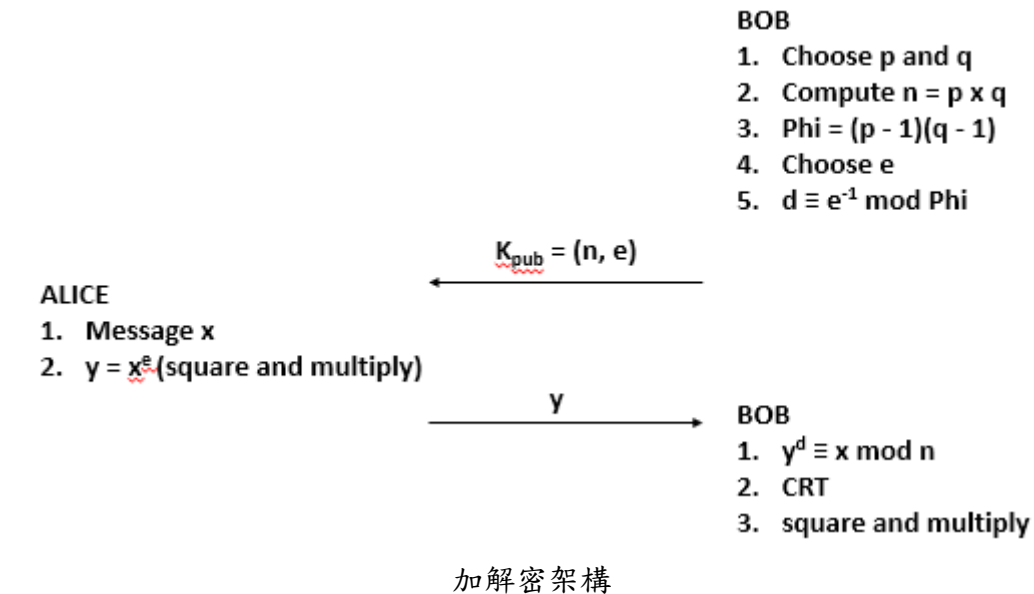 BOB
1. Choose p and q
2. Compute n = p x q
3. Phi = (p - 1)(q - 1)
4. Choose e
5. d ≡ e⁻¹ mod Phi
Kpub = (n, e)
ALICE
1. Message x
2. y = xᵉ (square and multiply)
y
BOB
1. yᵈ ≡ x mod n
2. CRT
3. square and multiply
加解密架構